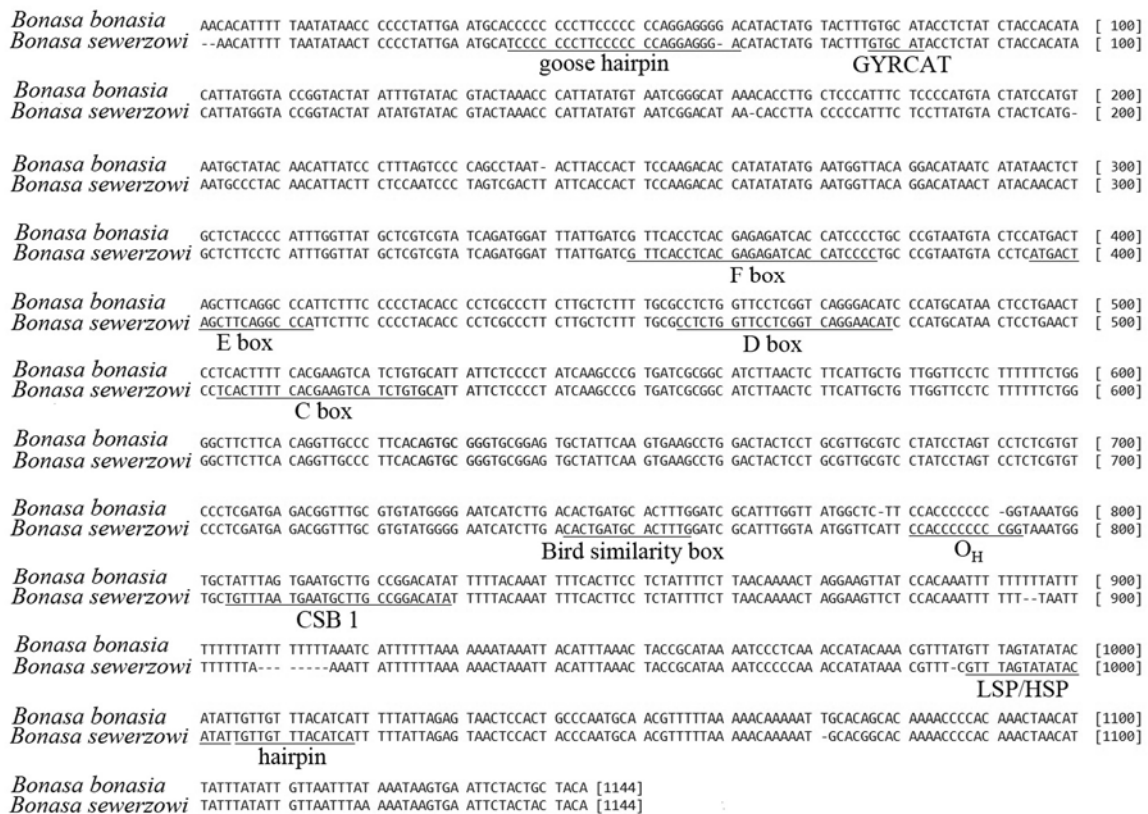 Bonasa bonasia AACACATTTT TAATATAACC CCCCTATTGA ATGCACCCCC CCCTTCCCCC CCAGGAGGGG ACATACTATG TACTTTGTGC ATACCTCTAT CTACCACATA [ 100]
Bonasa sewerzowi --AACATTTT TAATATAACT CCCCTATTGA ATGCATCCCC CCCTTCCCCC CCAGGAGGG- ACATACTATG TACTTTGTGC ATACCTCTAT CTACCACATA [ 100]
goose hairpin GYRCAT
Bonasa bonasia CATTATGGTA CCGGTACTAT ATTTGTATAC GTACTAAACC CATTATATGT AATCGGGCAT AAACACCTTG CTCCCATTTC CTCCCCATGTA CTATCCATGT [ 200]
Bonasa sewerzowi CATTATGGTA CCGGTACTAT ATATGTATAC GTACTAAACC CATTATATGT AATCGGACAT AA-CACCTTA CCCCCATTTC CTCCTTATGTA CTACTCATG- [ 200]
Bonasa bonasia AATGCTATAC AACATTATCC CTTTAGTCCC CAGCCTAAT- ACTTACCACT TCCAAGACAC CATATATATG AATGGTTACA GGACATAATC ATATAACTCT [ 300]
Bonasa sewerzowi AATGCCCTAC AACATTACTT CTCCAATCCC TAGTCGACTT ATTCACCACTT TCCAAGACAC CATATATATG AATGGTTACA GGACATAACT ATACAACACT [ 300]
Bonasa bonasia GCTCTACCCC ATTTGGTTAT GCTCGTCGTA TCAGATGGAT TTATTGATCG TTCACCTCAC GAGAGATCAC CATCCCCTGC CCGTAATGTA CTCCATGACT [ 400]
Bonasa sewerzowi GCTCTTCCTC ATTTGGTTAT GCTCGTCGTA TCAGATGGAT TTATTGATCG TTCACCTCAC GAGAGATCAC CATCCCCTGC CCGTAATGTA CCTCATGACT [ 400]
F box
Bonasa bonasia AGCTTCAGGC CCATTCTTTC CCCCTACACC CCTCGCCCTT CTTGCTCTTT TGCGCCTCTG GTTCCTCGGT CAGGGACATC CCATGCATAA CTCCTGAACT [ 500]
Bonasa sewerzowi AGCTTCAGGC CCATTCTTTC CCCCTACACC CCTCGCCCTT CTTGCTCTTT TGCGCCTCTG GTTCCTCGGT CAGGAACATC CCATGCATAA CTCCTGAACT [ 500]
E box D box
Bonasa bonasia CCTCACTTTT CACGAAGTCA TCTGTGCATT ATTCTCCCCT ATCAAGCCCG TGATCGCGGC ATCTTAACTC TTCATTGCTG TTGGTTCCTC TTTTTTCTGG [ 600]
Bonasa sewerzowi CCTCACTTTT CACGAAGTCA TCTGTGCATT ATTCTCCCCT ATCAAGCCCG TGATCGCGGC ATCTTAACTC TTCATTGCTG TTGGTTCCTC TTTTTTCTGG [ 600]
C box
Bonasa bonasia GGCTTCTTCA CAGGTTGCCC TTCACAGTGC GGGTGCGGAG TGCTATTCAA GTGAAGCCTG GACTACTCCT GCGTTGCGTC CTATCCTAGT CCTCTCGTGT [ 700]
Bonasa sewerzowi GGCTTCTTCA CAGGTTGCCC TTCACAGTGC GGGTGCGGAG TGCTATTCAA GTGAAGCCTG GACTACTCCT GCGTTGCGTC CTATCCTAGT CCTCTCGTGT [ 700]
Bonasa bonasia CCCTCGATGA GACGGTTTGC GTGTATGGGG AATCATCTTG ACACTGATGC ACTTTGGATC GCATTTGGTT ATGGCTC-TT CCACCCCCCC -GGTAAATGG [ 800]
Bonasa sewerzowi CCCTCGATGA GACGGTTTGC GTGTATGGGG AATCATCTTG ACACTGATGC ACTTTGGATC GCATTTGGTA ATGGTTCATT CCACCCCCCC CCGGTAAATGG [ 800]
Bird similarity box OH
Bonasa bonasia TGCTATTTAG TGAATGCTTG CCGGACATAT TTTTACAAAT TTTCACTTCC TCTATTTTCT TAACAAAACT AGGAAGTTAT CCACAAATTT TTTTTTATTT [ 900]
Bonasa sewerzowi TGCTGTTTAA TGAATGCTTG CCGGACATAT TTTTACAAAT TTTCACTTCC TCTATTTTCT TAACAAAACT AGGAAGTTCT CCACAAATTT TTT--TAATT [ 900]
CSB 1
Bonasa bonasia TTTTTTATTT TTTTTAAATC ATTTTTTAAA AAAAATAAAT ACATTTAAAC TACCGCATAA AATCCCTCAA ACCATACAAA CGTTTATGTT TAGTATATAC [1000]
Bonasa sewerzowi TTTTTTA--- -----AAATT ATTTTTTAAA AAAACTAAATT ACATTTAAACT ACCGCATAAA AATCCCCCAA ACCATATAAA CGTTT-CGTT TAGTATATAC [1000]
LSP/HSP
Bonasa bonasia ATATTGTTGT TTACATCATT TTTTATTAGAG TAACTCCACT GCCCAATGCA ACGTTTTTAA AAACAAAAAT TGCACAGCAC AAAACCCCAC AAACTAACAT [1100]
Bonasa sewerzowi ATATTGTTGT TTACATCATT TTTTATTAGAG TAACTCCACT ACCCAATGCA ACGTTTTTAA AAACAAAAAT -GCACGGCAC AAAACCCCAC AAACTAACAT [1100]
hairpin
Bonasa bonasia TATTTATATT GTTAATTTAT AAATAAGTGA ATTCTACTGC TACA [1144]
Bonasa sewerzowi TATTTATATT GTTAATTTAA AAATAAGTGA ATTCTACTAC TACA [1144]